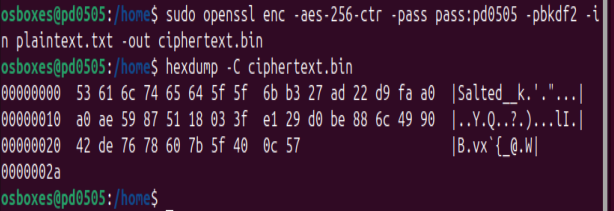 osboxes@pd0505:/home$ sudo openssl enc -aes-256-ctr -pass pass:pd0505 -pbkdf2 -i
n plaintext.txt -out ciphertext.bin
osboxes@pd0505:/home$ hexdump -C ciphertext.bin
00000000  53 61 6c 74 65 64 5f 5f  6b b3 27 ad 22 d9 fa a0  |Salted__k.'."...|
00000010  a0 ae 59 87 51 18 03 3f  e1 29 d0 be 88 6c 49 90  |..Y.Q..?.)...lI.|
00000020  42 de 76 78 60 7b 5f 40  0c 57                    |B.vx`{_@.W|
0000002a
osboxes@pd0505:/home$